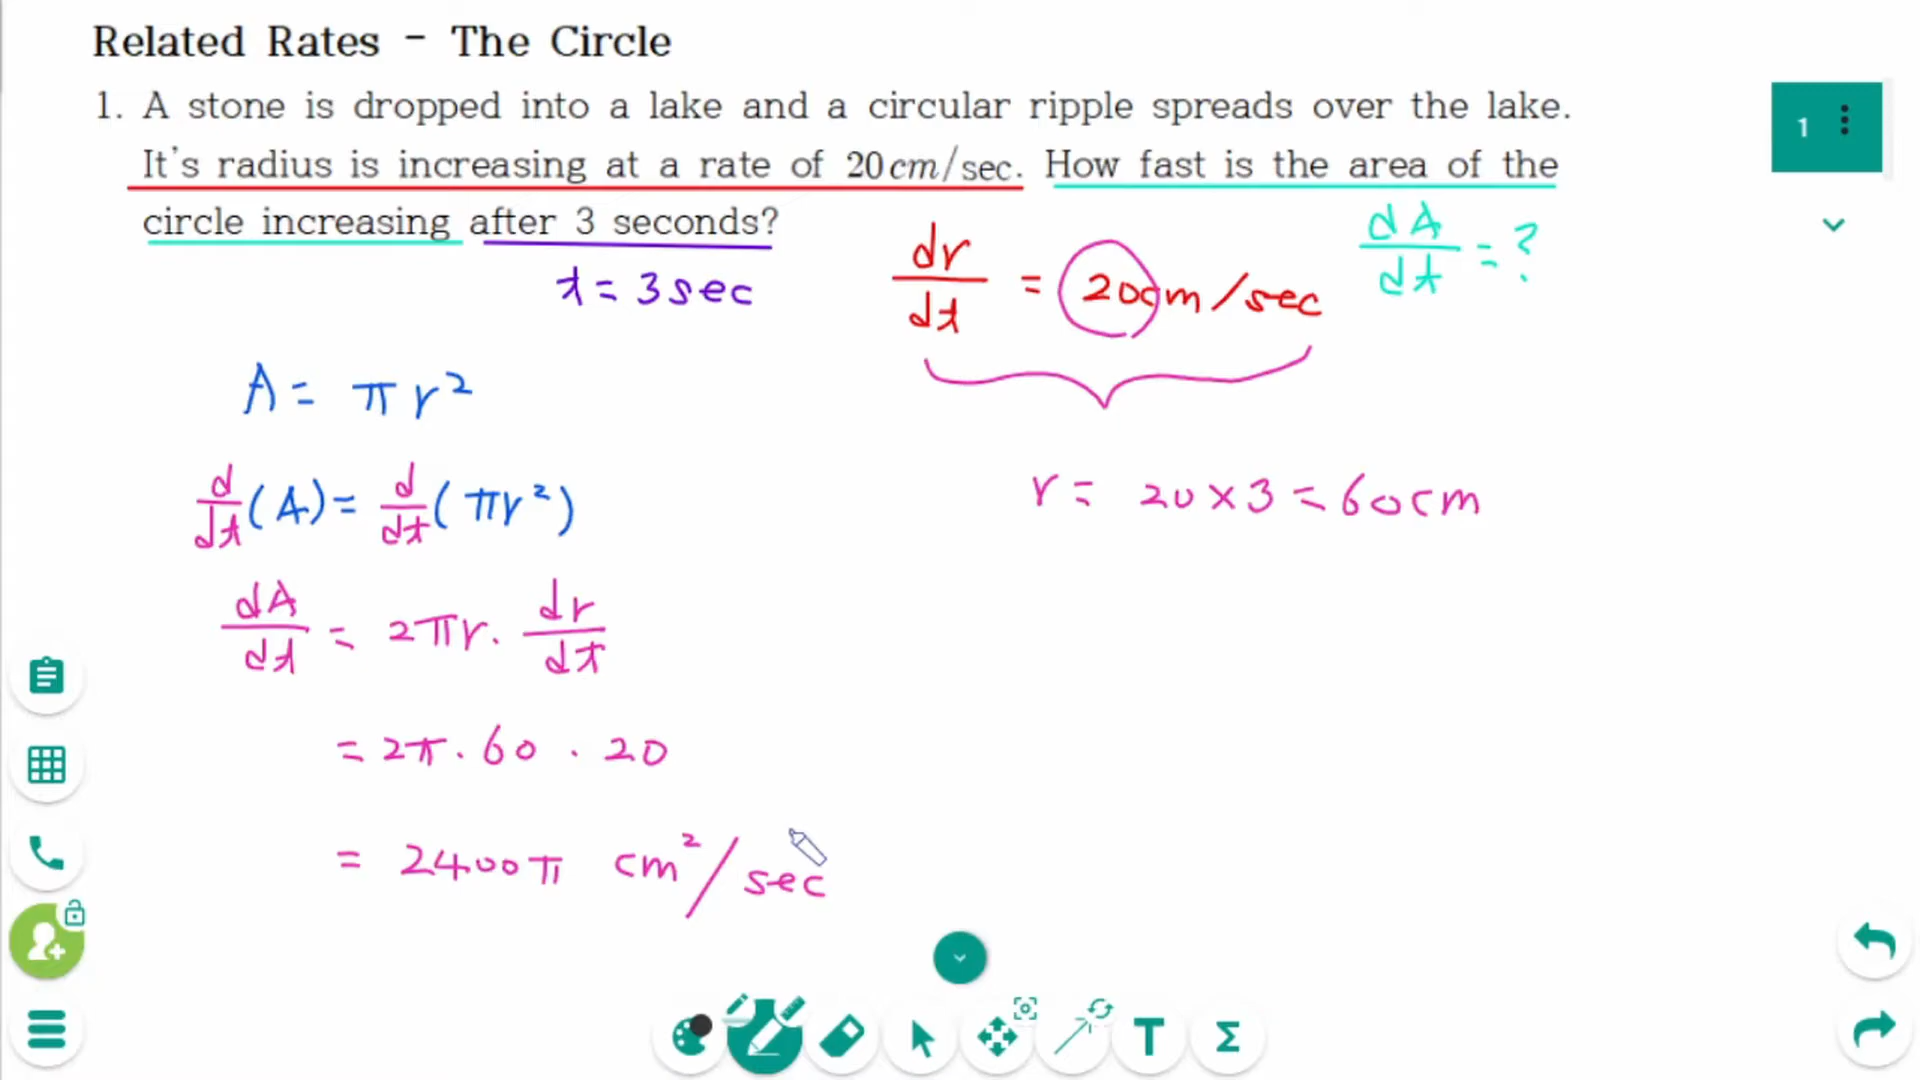 Related Rates - The Circle
1. A stone is dropped into a lake and a circular ripple spreads over the lake.
It's radius is increasing at a rate of 20cm/sec. How fast is the area of the
circle increasing after 3 seconds?
1
t = 3sec
dr/dt = 20cm/sec
dA/dt = ?
A = πr²
d/dt(A) = d/dt(πr²)
r = 20×3 = 60cm
dA/dt = 2πr · dr/dt
= 2π · 60 · 20
= 2400π cm²/sec
T Σ